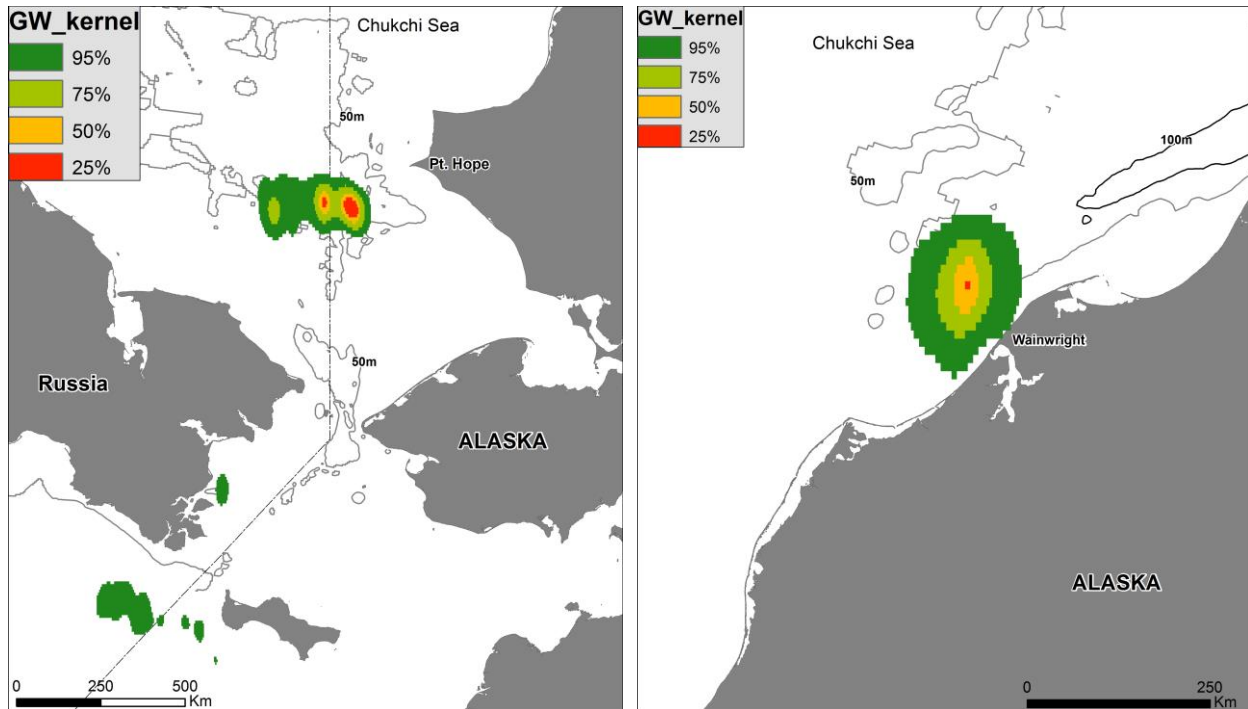 GW_kernel
95%
75%
50%
25%
Chukchi Sea
50m
Pt. Hope
50m
Russia
ALASKA
0 250 500
Km
GW_kernel
95%
75%
50%
25%
Chukchi Sea
100m
50m
Wainwright
ALASKA
0 250
Km